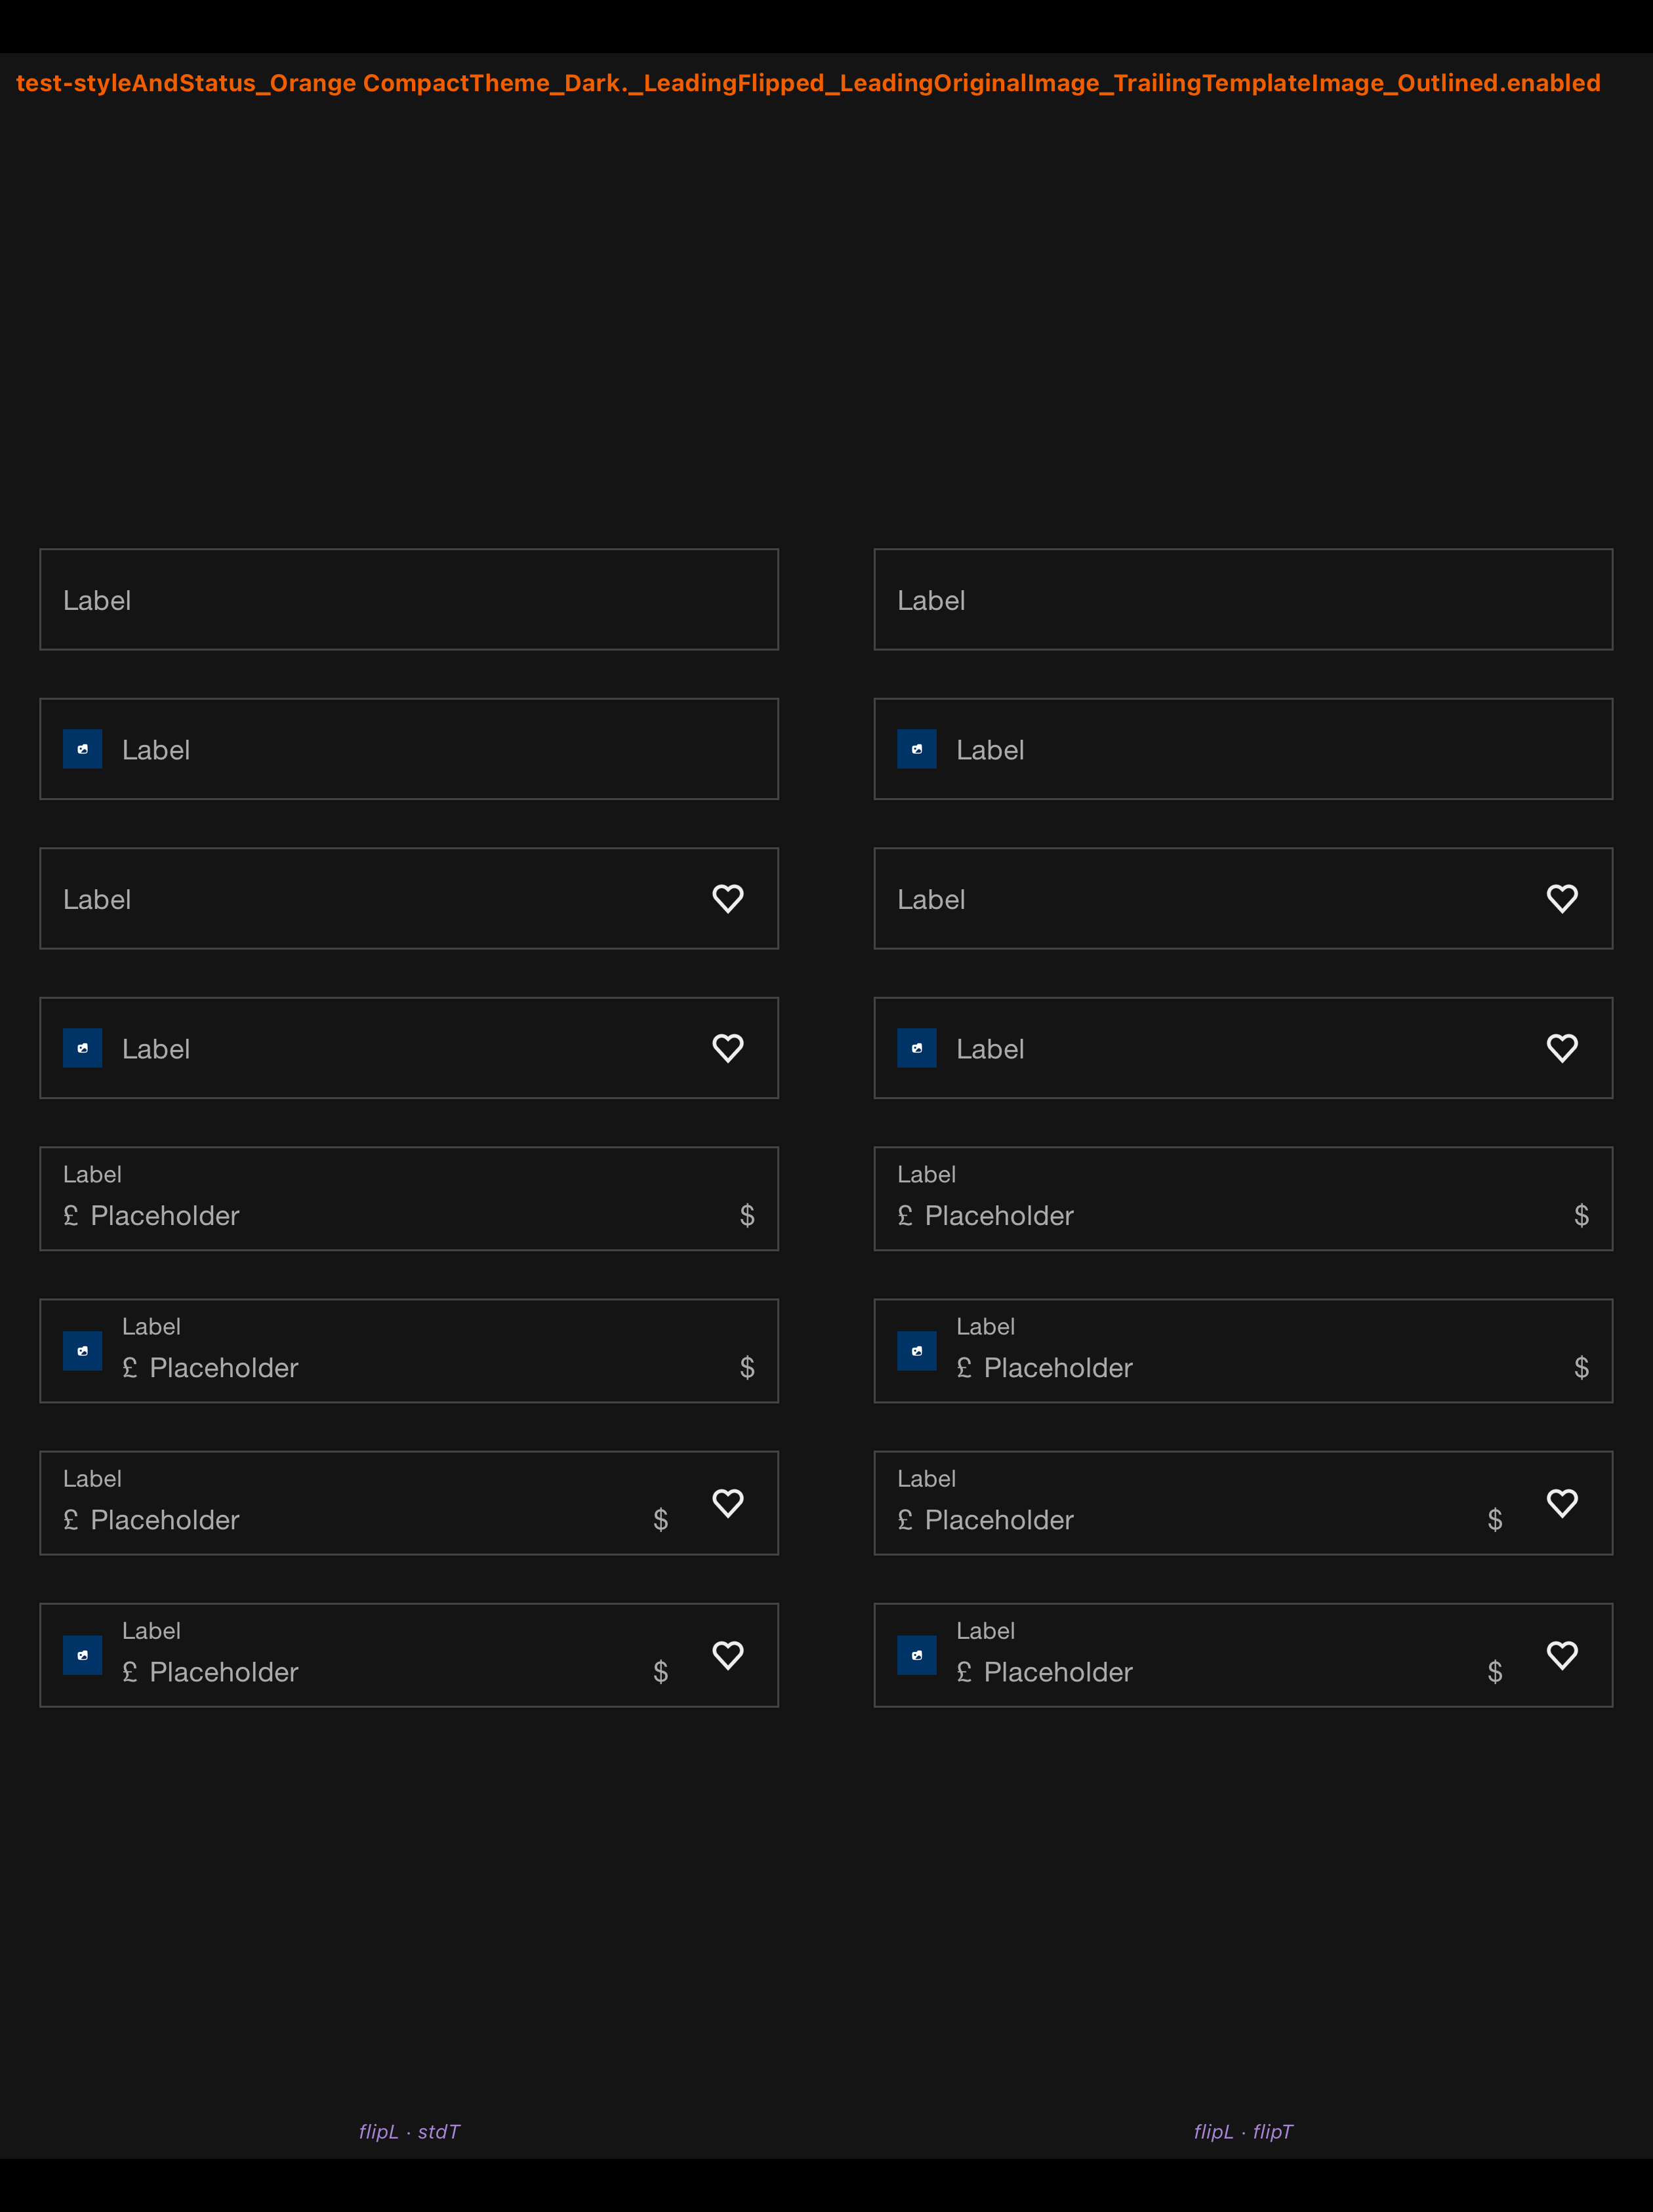 test-styleAndStatus_Orange CompactTheme_Dark._LeadingFlipped_LeadingOriginalImage_TrailingTemplateImage_Outlined.enabled
Label
Label
Label
Label
Label
Label
Label
Label
Label
Label
£ Placeholder $
£ Placeholder $
Label
Label
£ Placeholder $
£ Placeholder $
Label
Label
£ Placeholder $
£ Placeholder $
Label
Label
£ Placeholder $
£ Placeholder $
flipL · stdT
flipL · flipT